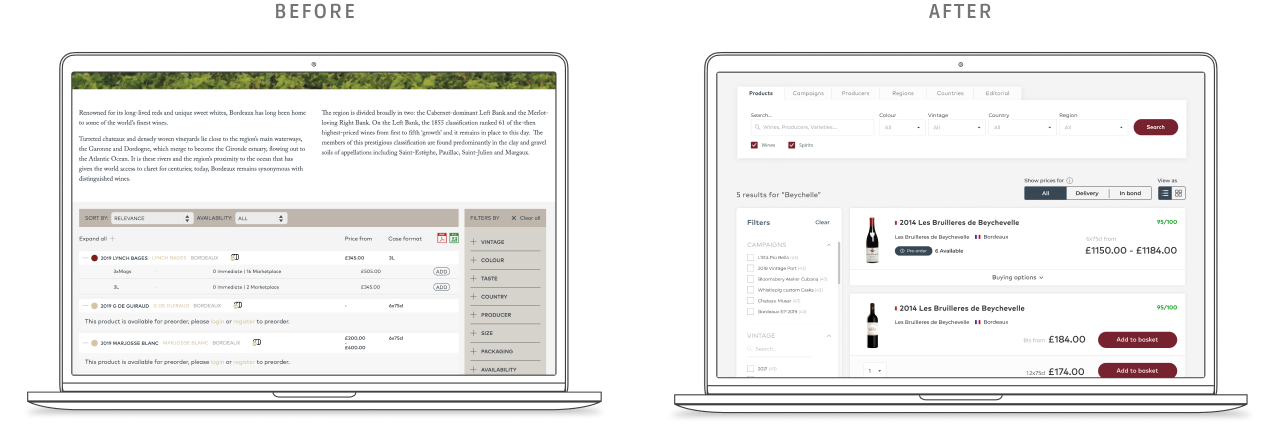 BEFORE
Renowned for its long-lived reds and unique sweet whites, Bordeaux has long been home
to some of the world's finest wines.
Turreted chateaux and densely woven vineyards lie close to the region's main waterways,
the Garonne and Dordogne, which merge to become the Gironde estuary, flowing out to
the Atlantic Ocean. It is these rivers and the region's proximity to the ocean that has
given the world access to claret for centuries; today, Bordeaux remains synonymous with
distinguished wines.
The region is divided broadly in two: the Cabernet-dominant Left Bank and the Merlot-
loving Right Bank. On the Left Bank, the 1855 classification ranked 61 of the-then
highest-priced wines from first to fifth 'growth' and it remains in place to this day. The
members of this prestigious classification are found predominantly in the clay and gravel
soils of appellations including Saint-Estèphe, Pauillac, Saint-Julien and Margaux.
SORT BY: RELEVANCE AVAILABILITY: ALL
Expand all + Price from Case format
2019 LYNCH BAGES LYNCH BAGES BORDEAUX £345.00 3L
3xMags - 0 Immediate | 16 Marketplace £505.00 ADD
3L - 0 Immediate | 2 Marketplace £345.00 ADD
2019 G DE GUIRAUD G DE GUIRAUD BORDEAUX - 6x75cl
This product is available for preorder, please login or register to preorder.
2019 MARJOSSE BLANC MARJOSSE BLANC BORDEAUX £200.00 6x75cl
-
£400.00
This product is available for preorder, please login or register to preorder.
FILTERS BY X Clear all
+ VINTAGE
+ COLOUR
+ TASTE
+ COUNTRY
+ PRODUCER
+ SIZE
+ PACKAGING
+ AVAILABILITY
AFTER
Products Campaigns Producers Regions Countries Editorial
Search... Colour Vintage Country Region
Wines, Producers, Varieties... All All All All Search
Wines Spirits
5 results for "Beychelle"
Show prices for
All Delivery In bond
View as
Filters Clear
CAMPAIGNS
L'Età Più Bella (43)
2018 Vintage Port (43)
Bloomsbery Atelier Cubana (43)
Whistlepig custom Casks (43)
Chateau Musar (43)
Bordeaux EP 2019 (43)
VINTAGE
Search...
2021 (43)
2014 Les Bruilleres de Beychevelle 95/100
Les Bruilleres de Beychevelle Bordeaux
Pre-order 6 Available
6x75cl from
£1150.00 - £1184.00
Buying options
2014 Les Bruilleres de Beychevelle 95/100
Les Bruilleres de Beychevelle Bordeaux
from £184.00 Add to basket
1 12x75cl £174.00 Add to basket